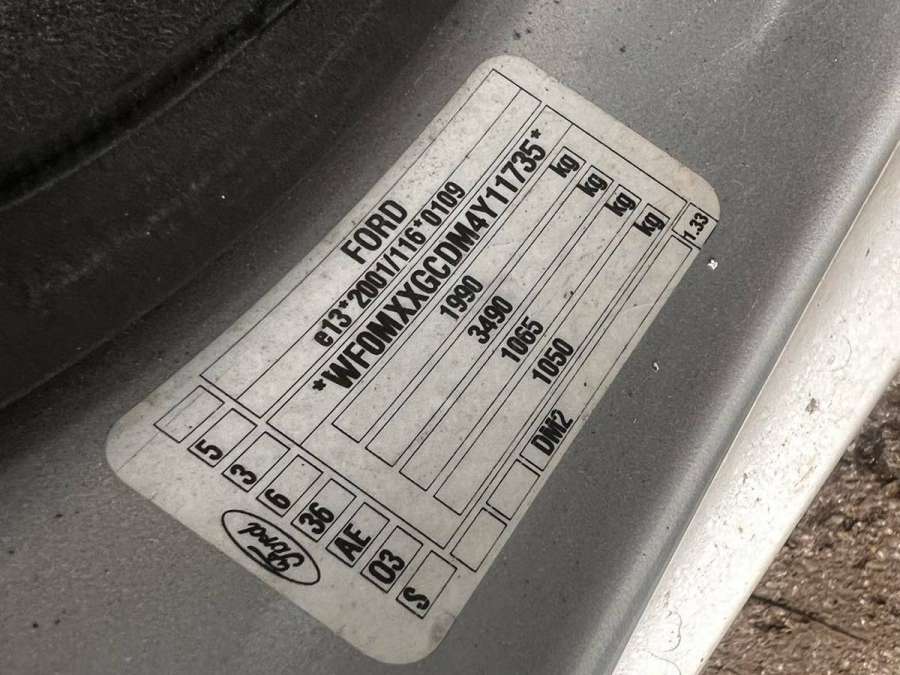 FORD
e13*2001/116*0109
*WF0MXXGCDM4Y11735*
1990 kg
3490 kg
1065 kg
1050 kg
DM2 1.33
5 3 6 36 AE 03 S
Ford